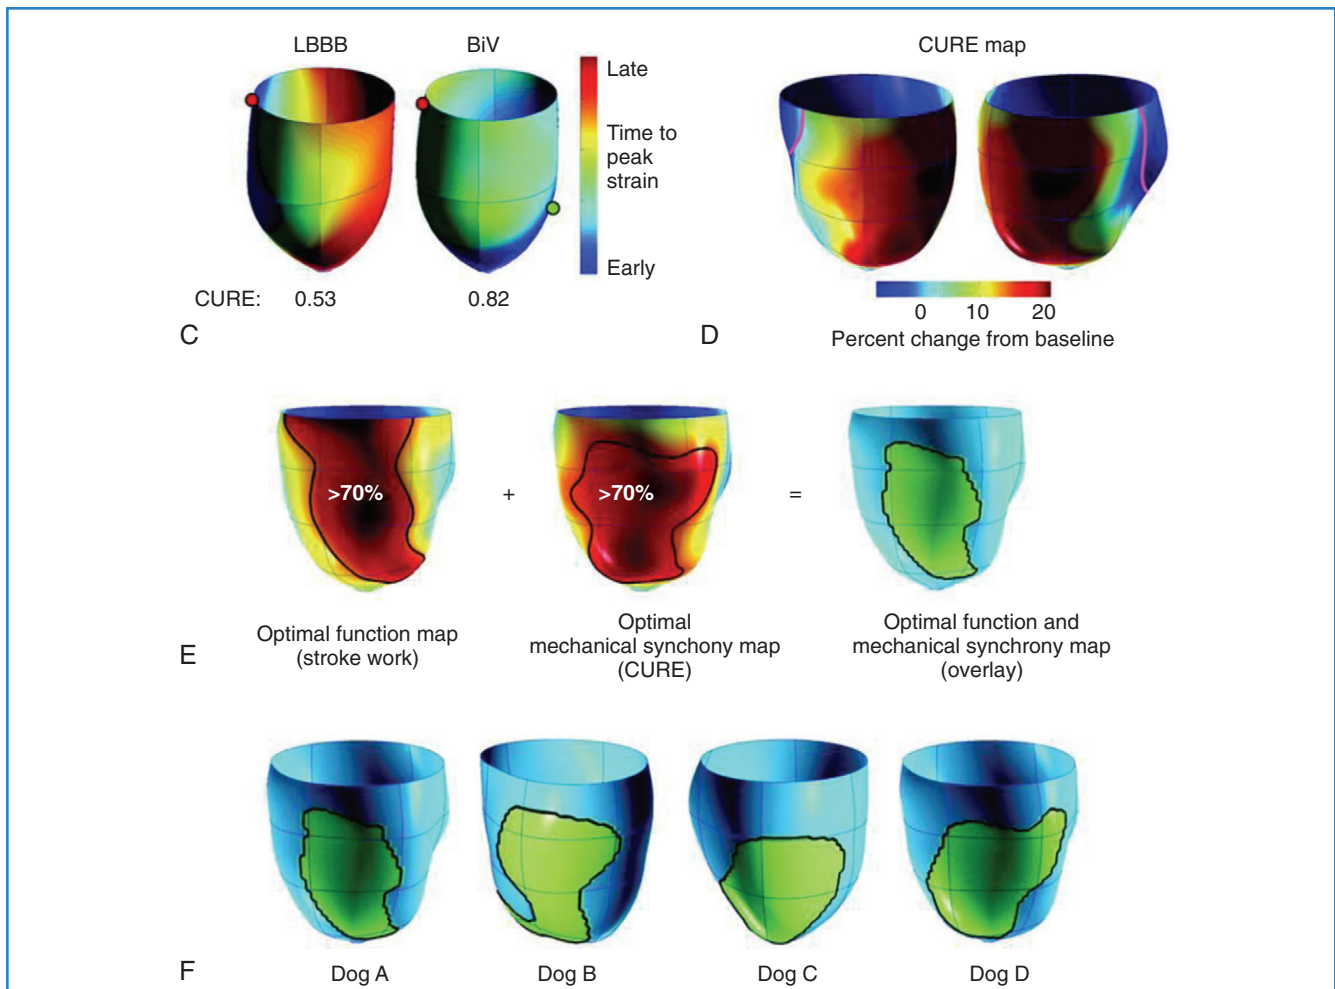 LBBB
BiV
Late
Time to
peak
strain
Early
CURE:
0.53
0.82
C
CURE map
0
10
20
Percent change from baseline
D
>70%
+
>70%
=
Optimal function map
(stroke work)
Optimal
mechanical synchony map
(CURE)
Optimal function and
mechanical synchrony map
(overlay)
E
F
Dog A
Dog B
Dog C
Dog D